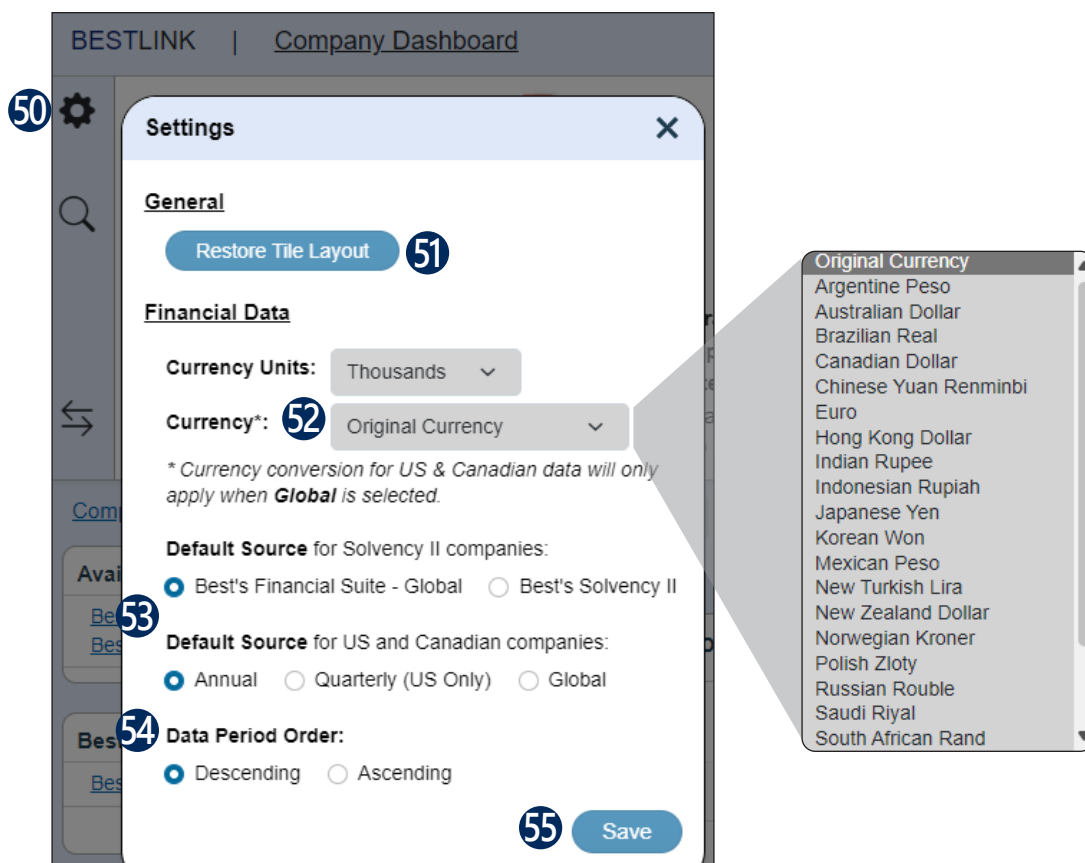 BESTLINK | Company Dashboard
50
Settings
General
Restore Tile Layout 51
Financial Data
Currency Units: Thousands
Currency*: 52 Original Currency
* Currency conversion for US & Canadian data will only
apply when Global is selected.
Default Source for Solvency II companies:
Best's Financial Suite - Global Best's Solvency II
53
Default Source for US and Canadian companies:
Annual Quarterly (US Only) Global
54 Data Period Order:
Descending Ascending
55 Save
Original Currency
Argentine Peso
Australian Dollar
Brazilian Real
Canadian Dollar
Chinese Yuan Renminbi
Euro
Hong Kong Dollar
Indian Rupee
Indonesian Rupiah
Japanese Yen
Korean Won
Mexican Peso
New Turkish Lira
New Zealand Dollar
Norwegian Kroner
Polish Zloty
Russian Rouble
Saudi Riyal
South African Rand